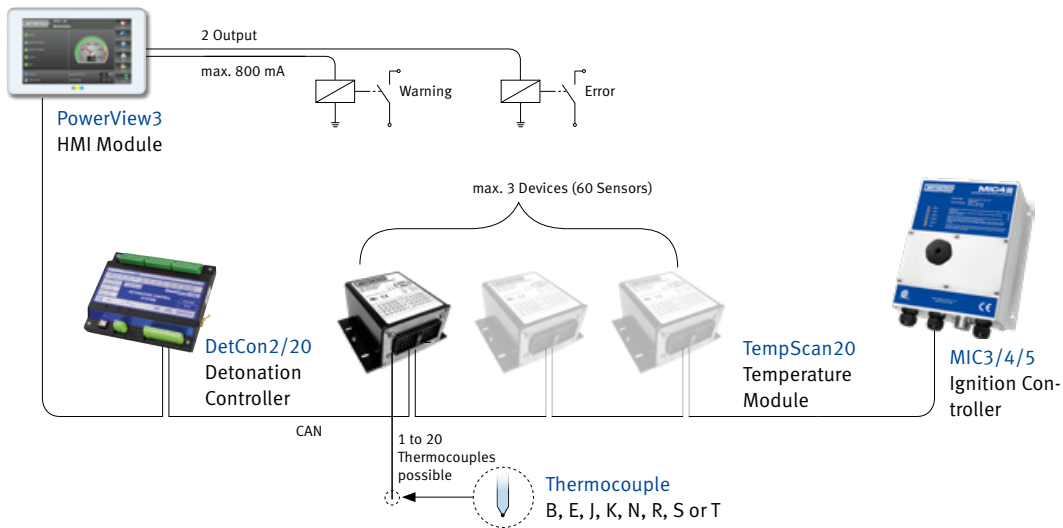 2 Output
max. 800 mA
Warning
Error
PowerView3
HMI Module
max. 3 Devices (60 Sensors)
MIC4
DetCon2/20
Detonation
Controller
TempScan20
Temperature
Module
MIC3/4/5
Ignition Con-
troller
CAN
1 to 20
Thermocouples
possible
Thermocouple
B, E, J, K, N, R, S or T